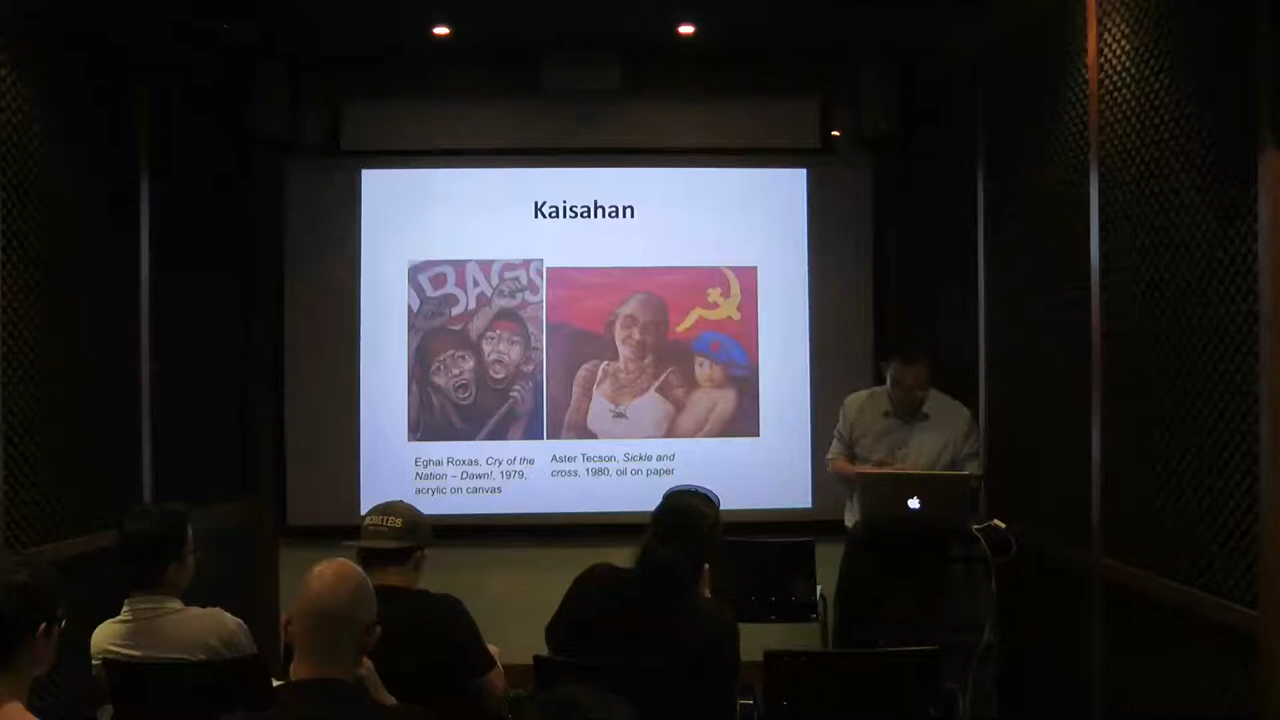 Kaisahan
BAGS
Eghai Roxas, Cry of the
Nation – Dawn!, 1979,
acrylic on canvas
Aster Tecson, Sickle and
cross, 1980, oil on paper